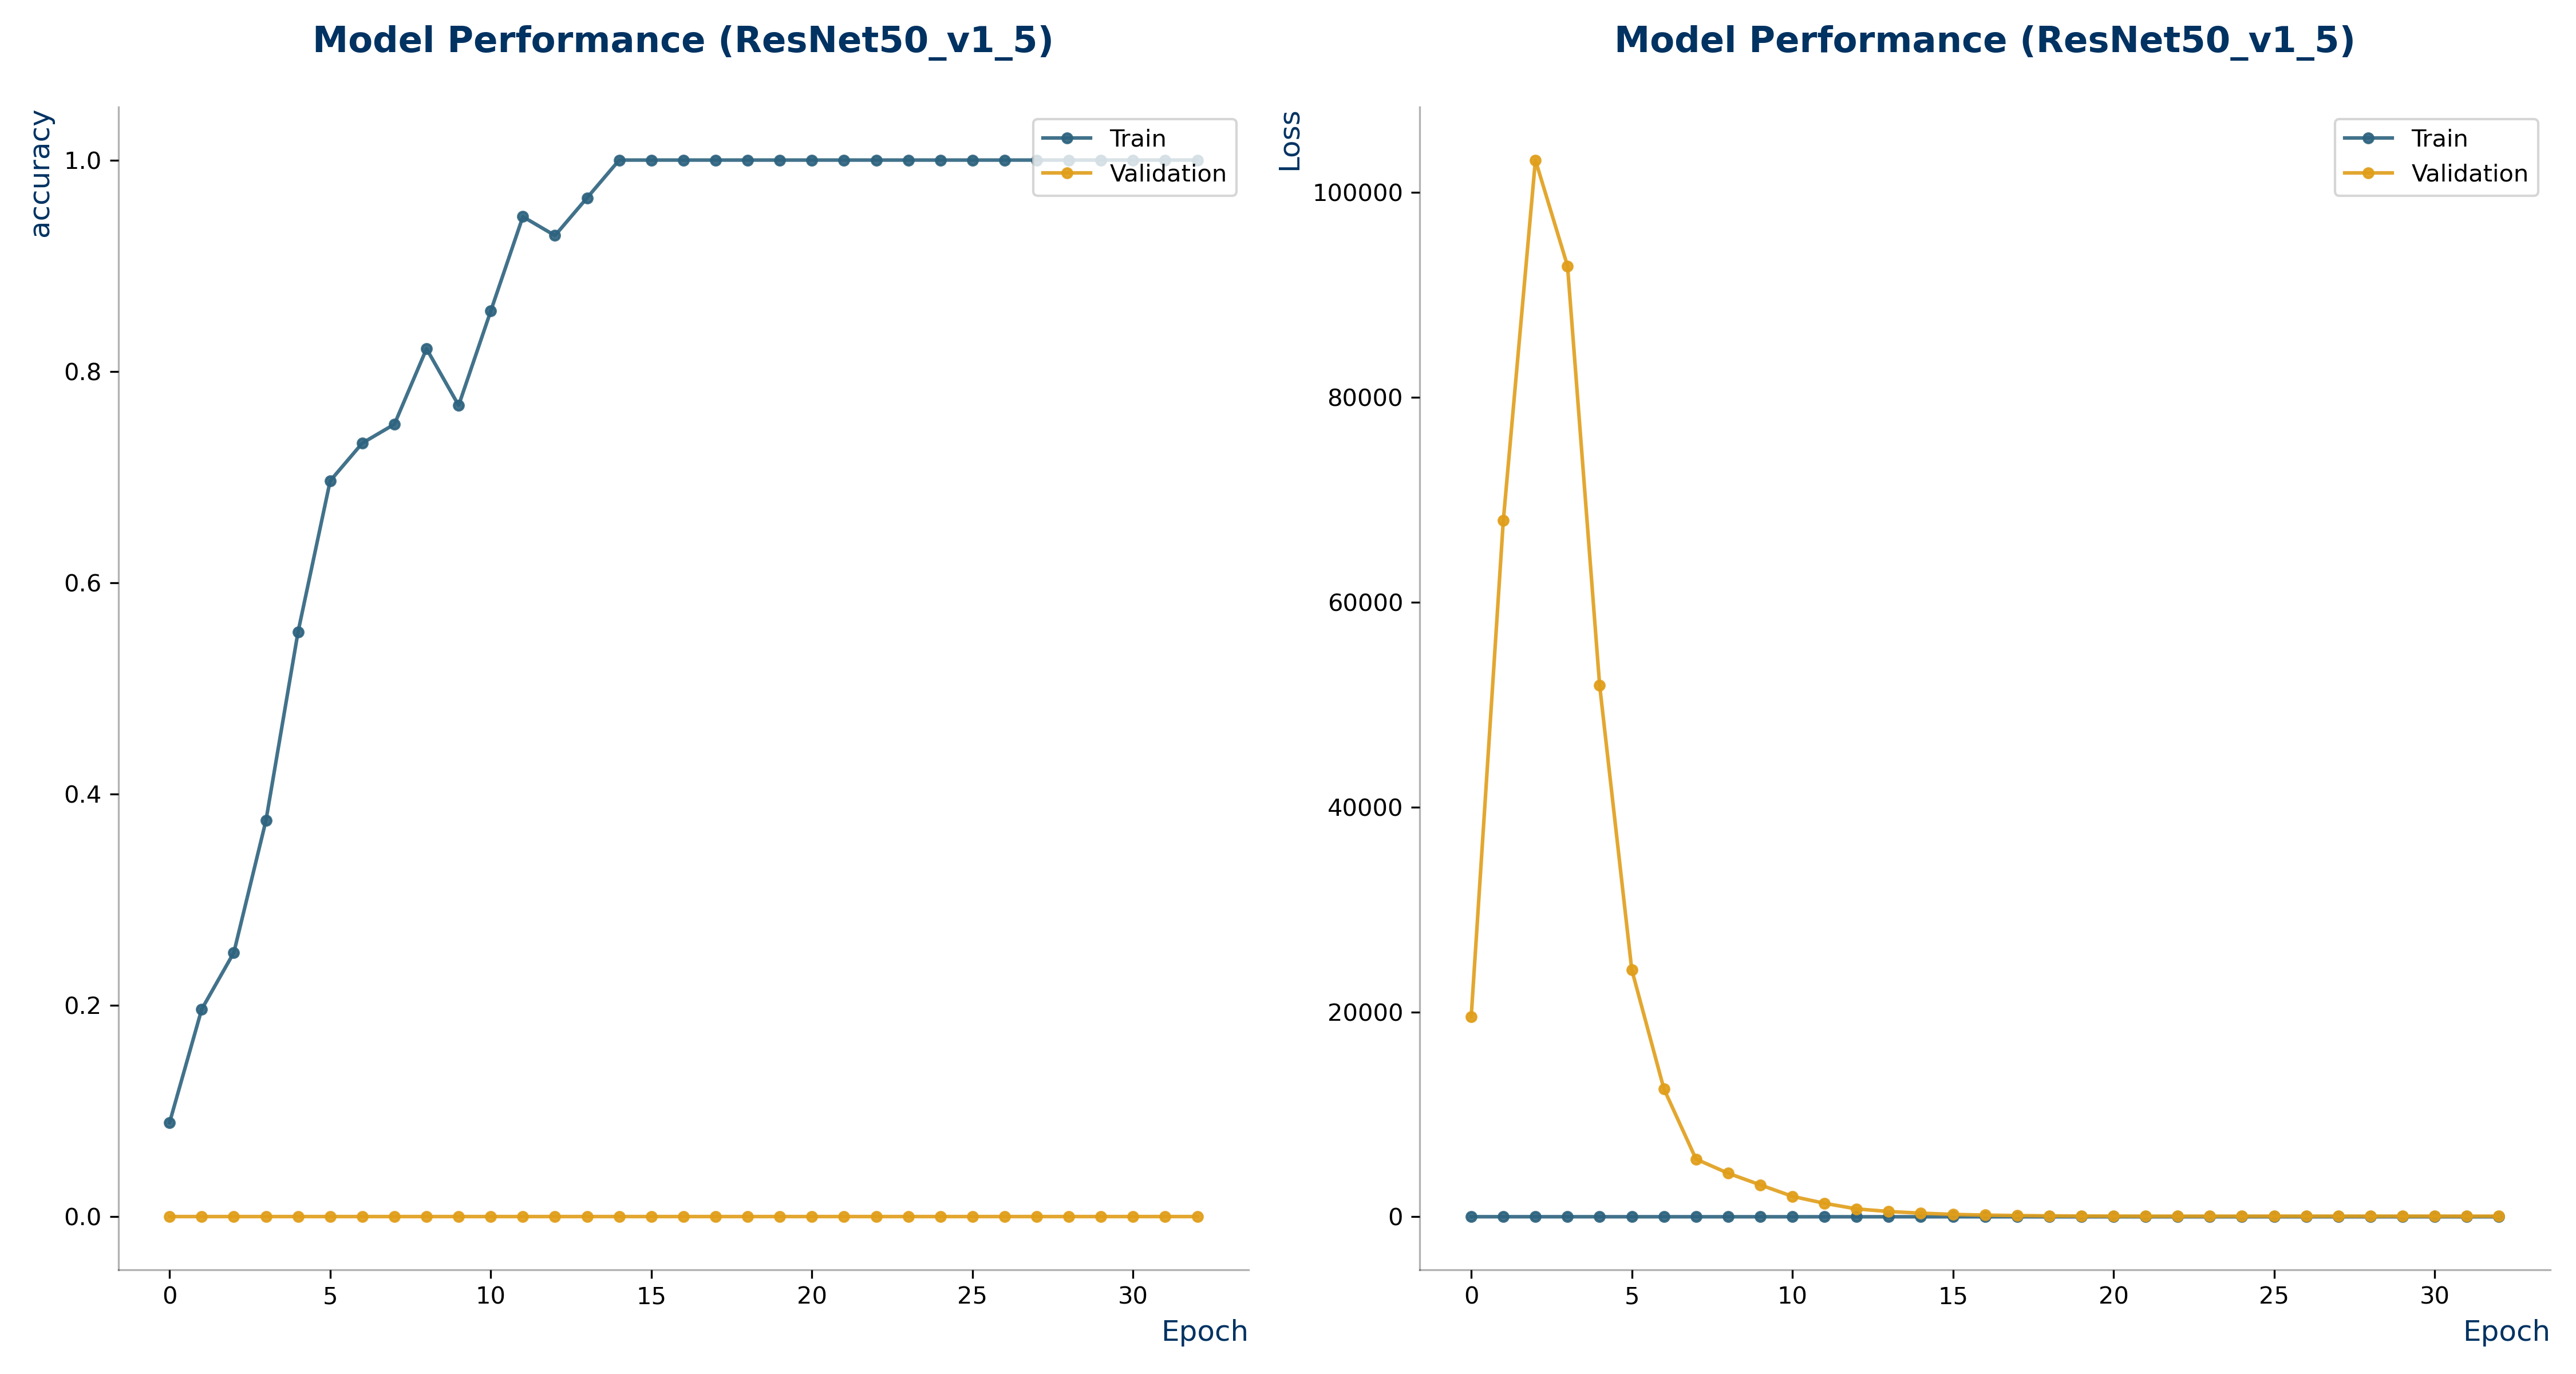 Model Performance (ResNet50_v1_5)
accuracy
Train
Validation
1.0
0.8
0.6
0.4
0.2
0.0
0 5 10 15 20 25 30
Epoch
Model Performance (ResNet50_v1_5)
Loss
Train
Validation
100000
80000
60000
40000
20000
0
0 5 10 15 20 25 30
Epoch